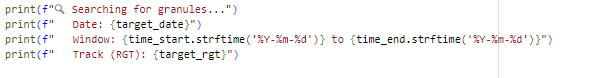 print(f"🔍 Searching for granules...")
print(f"   Date: {target_date}")
print(f"   Window: {time_start.strftime('%Y-%m-%d')} to {time_end.strftime('%Y-%m-%d')}")
print(f"   Track (RGT): {target_rgt}")